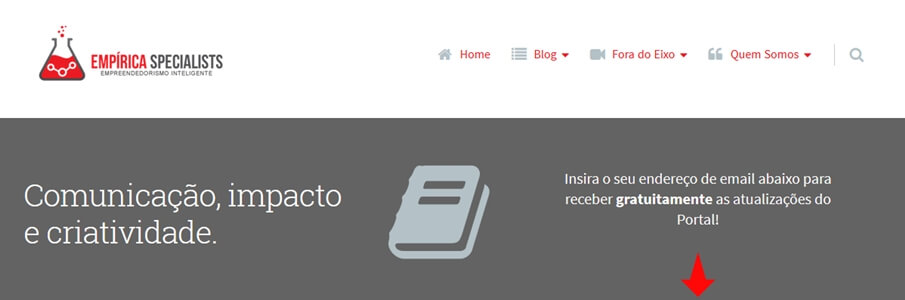 EMPÍRICA SPECIALISTS
EMPREENDEDORISMO INTELIGENTE
Home
Blog
Fora do Eixo
Quem Somos
Comunicação, impacto
e criatividade.
Insira o seu endereço de email abaixo para
receber gratuitamente as atualizações do
Portal!